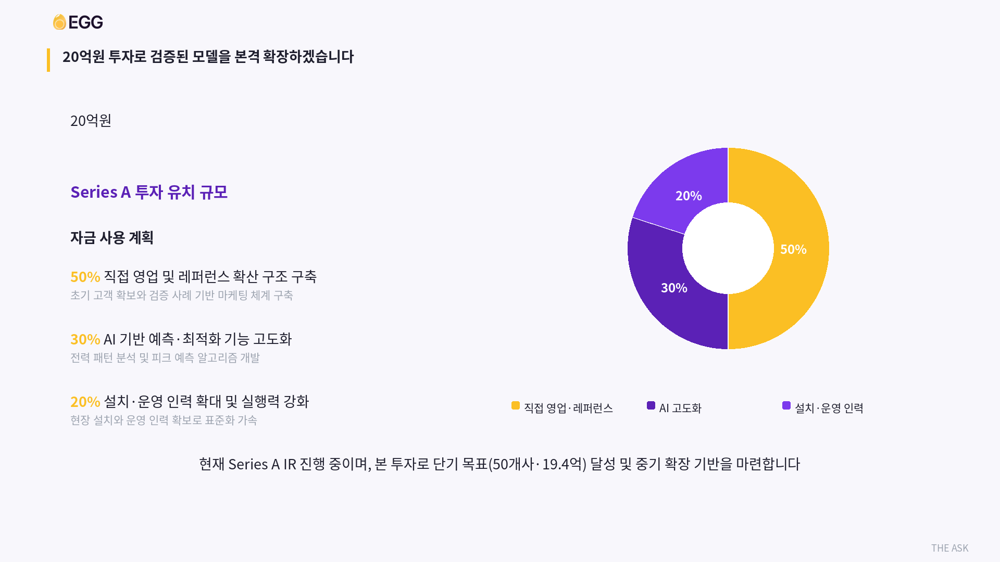 EGG
20억원 투자로 검증된 모델을 본격 확장하겠습니다
20억원
Series A 투자 유치 규모
자금 사용 계획
50% 직접 영업 및 레퍼런스 확산 구조 구축
초기 고객 확보와 검증 사례 기반 마케팅 체계 구축
30% AI 기반 예측·최적화 기능 고도화
전력 패턴 분석 및 피크 예측 알고리즘 개발
20% 설치·운영 인력 확대 및 실행력 강화
현장 설치와 운영 인력 확보로 표준화 가속
20%
50%
30%
직접 영업·레퍼런스
AI 고도화
설치·운영 인력
현재 Series A IR 진행 중이며, 본 투자로 단기 목표(50개사·19.4억) 달성 및 중기 확장 기반을 마련합니다
THE ASK